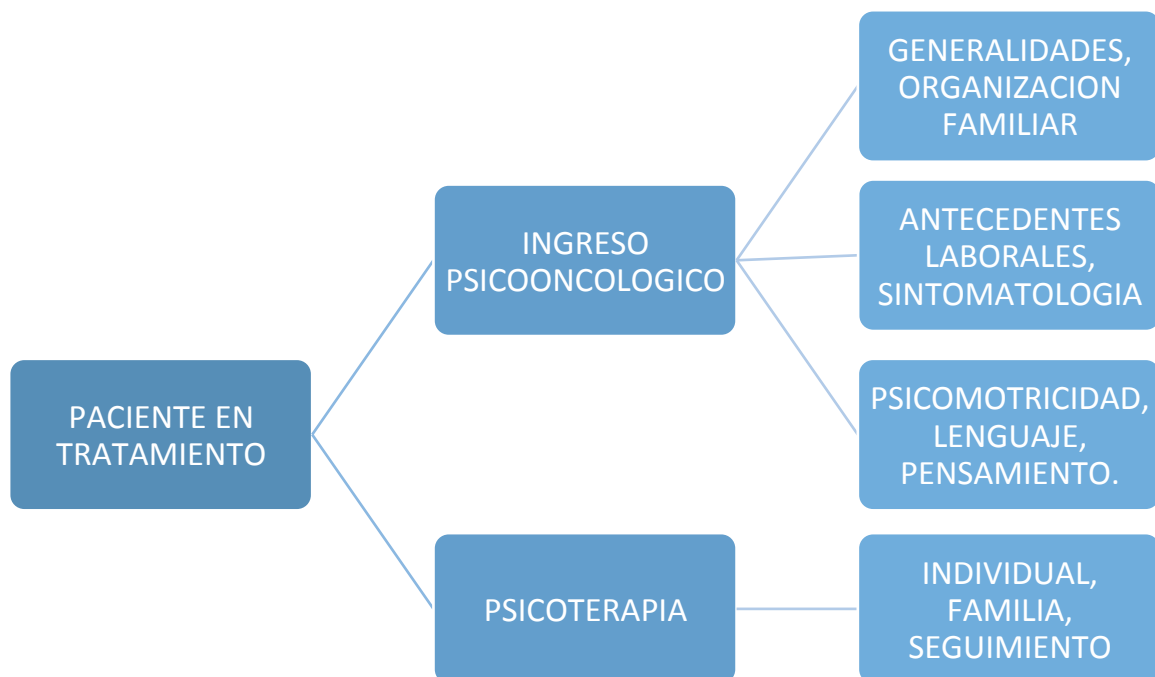 PACIENTE EN
TRATAMIENTO
INGRESO
PSICOONCOLOGICO
GENERALIDADES,
ORGANIZACION
FAMILIAR
ANTECEDENTES
LABORALES,
SINTOMATOLOGIA
PSICOMOTRICIDAD,
LENGUAJE,
PENSAMIENTO.
PSICOTERAPIA
INDIVIDUAL,
FAMILIA,
SEGUIMIENTO